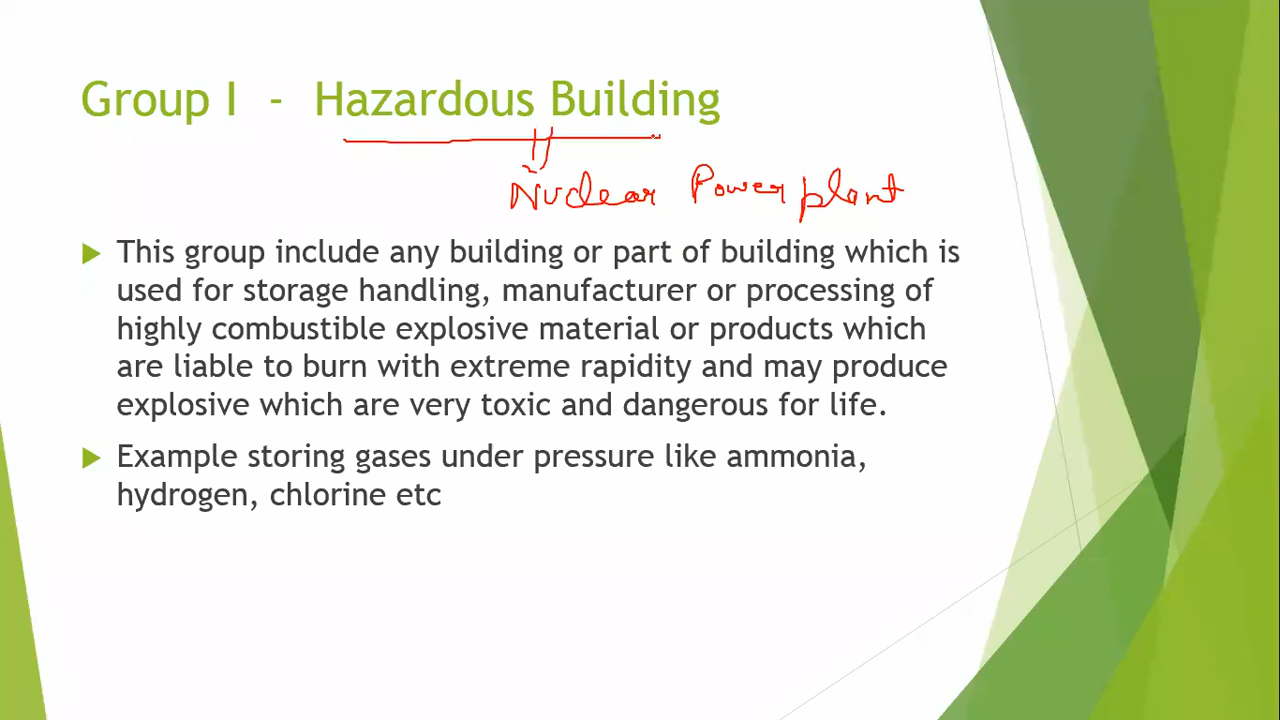 Group I - Hazardous Building
Nuclear Power plant
This group include any building or part of building which is
used for storage handling, manufacturer or processing of
highly combustible explosive material or products which
are liable to burn with extreme rapidity and may produce
explosive which are very toxic and dangerous for life.
Example storing gases under pressure like ammonia,
hydrogen, chlorine etc